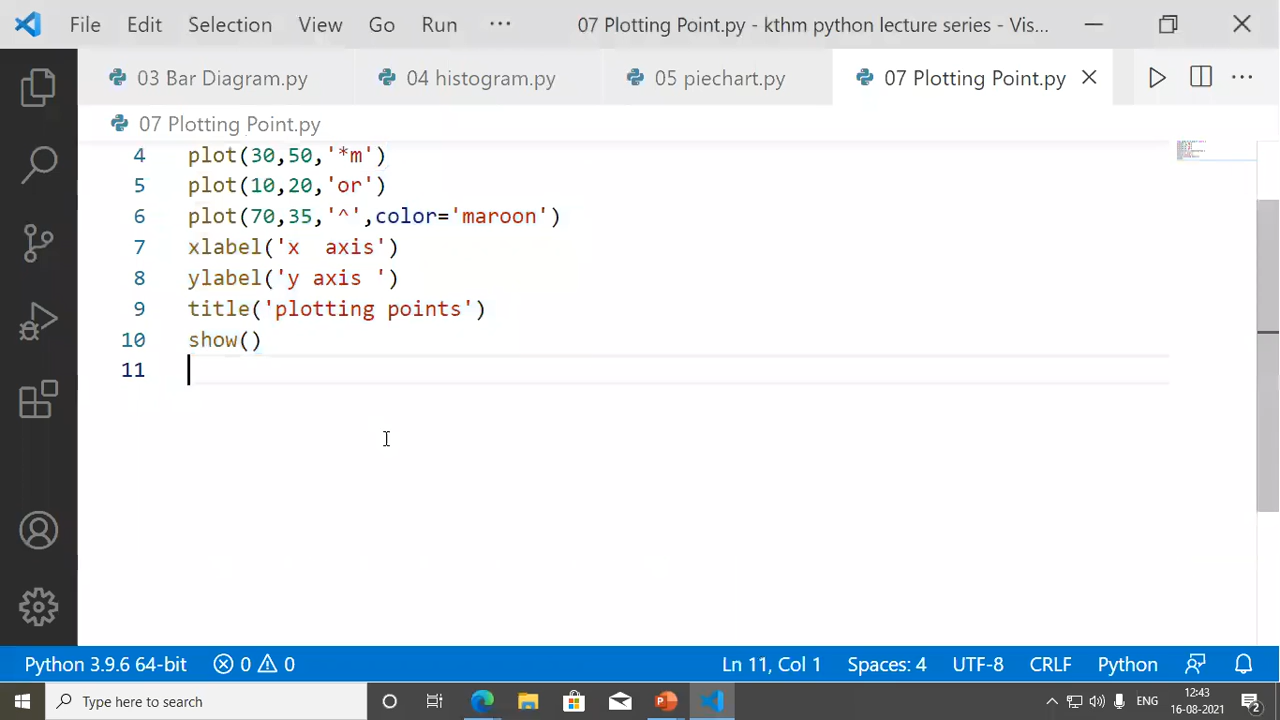 File Edit Selection View Go Run ··· 07 Plotting Point.py - kthm python lecture series - Vis...
03 Bar Diagram.py 04 histogram.py 05 piechart.py 07 Plotting Point.py
07 Plotting Point.py
4 plot(30,50,'*m')
5 plot(10,20,'or')
6 plot(70,35,'^',color='maroon')
7 xlabel('x  axis')
8 ylabel('y axis ')
9 title('plotting points')
10 show()
11
Python 3.9.6 64-bit 0 0 Ln 11, Col 1 Spaces: 4 UTF-8 CRLF Python
Type here to search ENG 12:43
16-08-2021 2